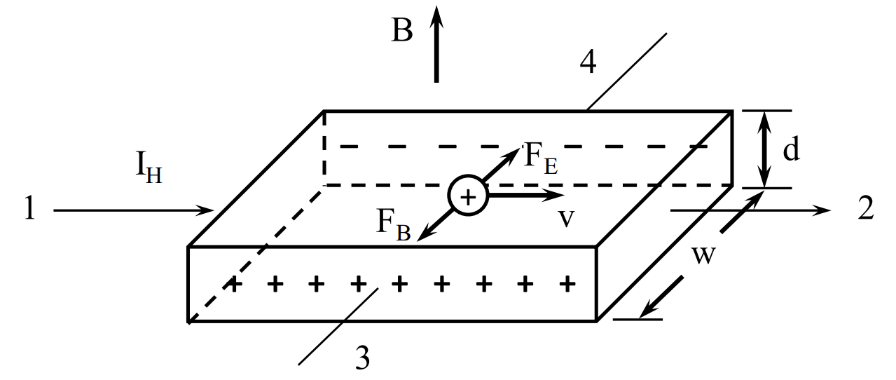 B
4
I_H
F_E
d
1
+
v
2
F_B
w
- - - - - - - - -
+ + + + + + + + +
3